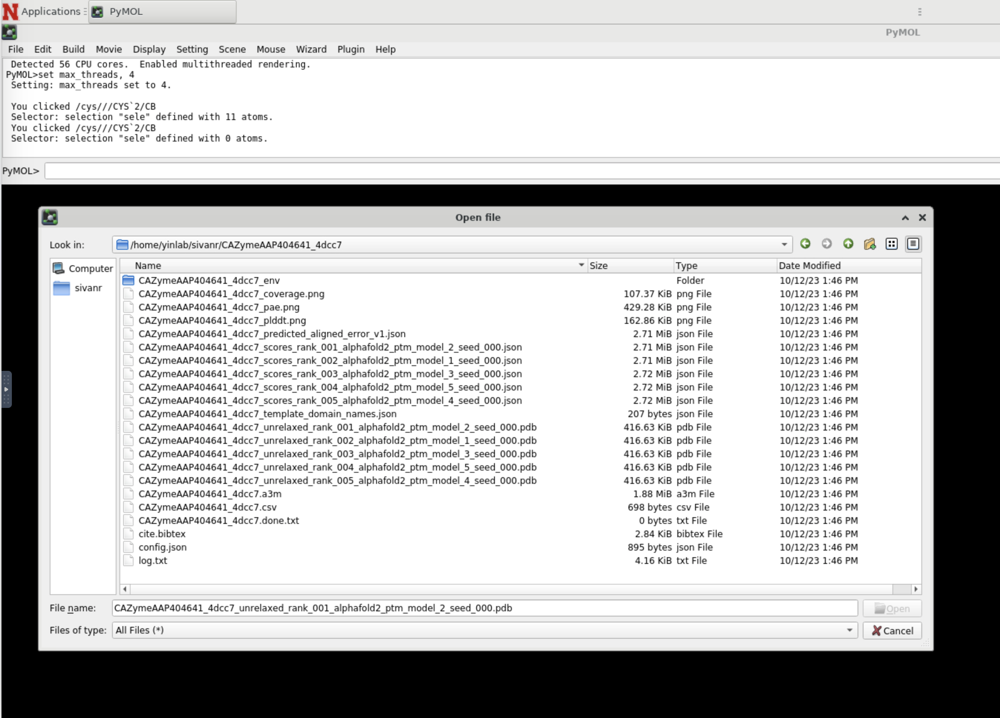 N Applications PyMOL
PyMOL
File Edit Build Movie Display Setting Scene Mouse Wizard Plugin Help
Detected 56 CPU cores.  Enabled multithreaded rendering.
PyMOL>set max_threads, 4
Setting: max_threads set to 4.
You clicked /cys///CYS`2/CB
Selector: selection "sele" defined with 11 atoms.
You clicked /cys///CYS`2/CB
Selector: selection "sele" defined with 0 atoms.
PyMOL>
Open file
Look in: /home/yinlab/sivanr/CAZymeAAP404641_4dcc7
Computer
sivanr
Name Size Type Date Modified
CAZymeAAP404641_4dcc7_env Folder 10/12/23 1:46 PM
CAZymeAAP404641_4dcc7_coverage.png 107.37 KiB png File 10/12/23 1:46 PM
CAZymeAAP404641_4dcc7_pae.png 429.28 KiB png File 10/12/23 1:46 PM
CAZymeAAP404641_4dcc7_plddt.png 162.86 KiB png File 10/12/23 1:46 PM
CAZymeAAP404641_4dcc7_predicted_aligned_error_v1.json 2.71 MiB json File 10/12/23 1:46 PM
CAZymeAAP404641_4dcc7_scores_rank_001_alphafold2_ptm_model_2_seed_000.json 2.71 MiB json File 10/12/23 1:46 PM
CAZymeAAP404641_4dcc7_scores_rank_002_alphafold2_ptm_model_1_seed_000.json 2.71 MiB json File 10/12/23 1:46 PM
CAZymeAAP404641_4dcc7_scores_rank_003_alphafold2_ptm_model_3_seed_000.json 2.72 MiB json File 10/12/23 1:46 PM
CAZymeAAP404641_4dcc7_scores_rank_004_alphafold2_ptm_model_5_seed_000.json 2.72 MiB json File 10/12/23 1:46 PM
CAZymeAAP404641_4dcc7_scores_rank_005_alphafold2_ptm_model_4_seed_000.json 2.72 MiB json File 10/12/23 1:46 PM
CAZymeAAP404641_4dcc7_template_domain_names.json 207 bytes json File 10/12/23 1:46 PM
CAZymeAAP404641_4dcc7_unrelaxed_rank_001_alphafold2_ptm_model_2_seed_000.pdb 416.63 KiB pdb File 10/12/23 1:46 PM
CAZymeAAP404641_4dcc7_unrelaxed_rank_002_alphafold2_ptm_model_1_seed_000.pdb 416.63 KiB pdb File 10/12/23 1:46 PM
CAZymeAAP404641_4dcc7_unrelaxed_rank_003_alphafold2_ptm_model_3_seed_000.pdb 416.63 KiB pdb File 10/12/23 1:46 PM
CAZymeAAP404641_4dcc7_unrelaxed_rank_004_alphafold2_ptm_model_5_seed_000.pdb 416.63 KiB pdb File 10/12/23 1:46 PM
CAZymeAAP404641_4dcc7_unrelaxed_rank_005_alphafold2_ptm_model_4_seed_000.pdb 416.63 KiB pdb File 10/12/23 1:46 PM
CAZymeAAP404641_4dcc7.a3m 1.88 MiB a3m File 10/12/23 1:46 PM
CAZymeAAP404641_4dcc7.csv 698 bytes csv File 10/12/23 1:46 PM
CAZymeAAP404641_4dcc7.done.txt 0 bytes txt File 10/12/23 1:46 PM
cite.bibtex 2.84 KiB bibtex File 10/12/23 1:46 PM
config.json 895 bytes json File 10/12/23 1:46 PM
log.txt 4.16 KiB txt File 10/12/23 1:46 PM
File name: CAZymeAAP404641_4dcc7_unrelaxed_rank_001_alphafold2_ptm_model_2_seed_000.pdb Open
Files of type: All Files (*) Cancel